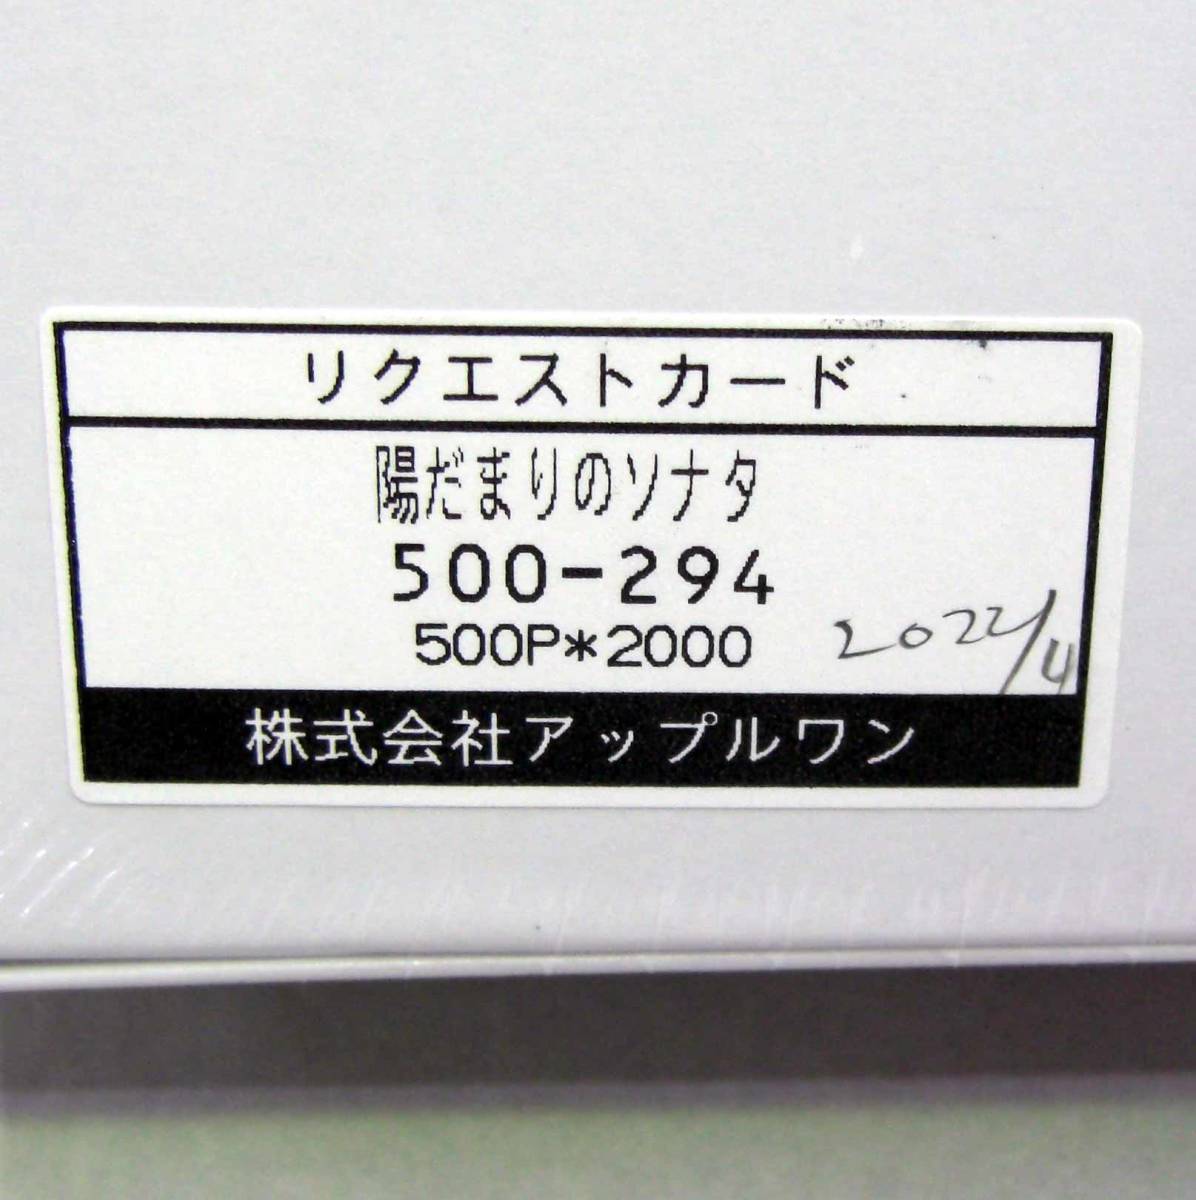 リクエストカード
陽だまりのソナタ
500-294
500P*2000
2022/4
株式会社アップルワン